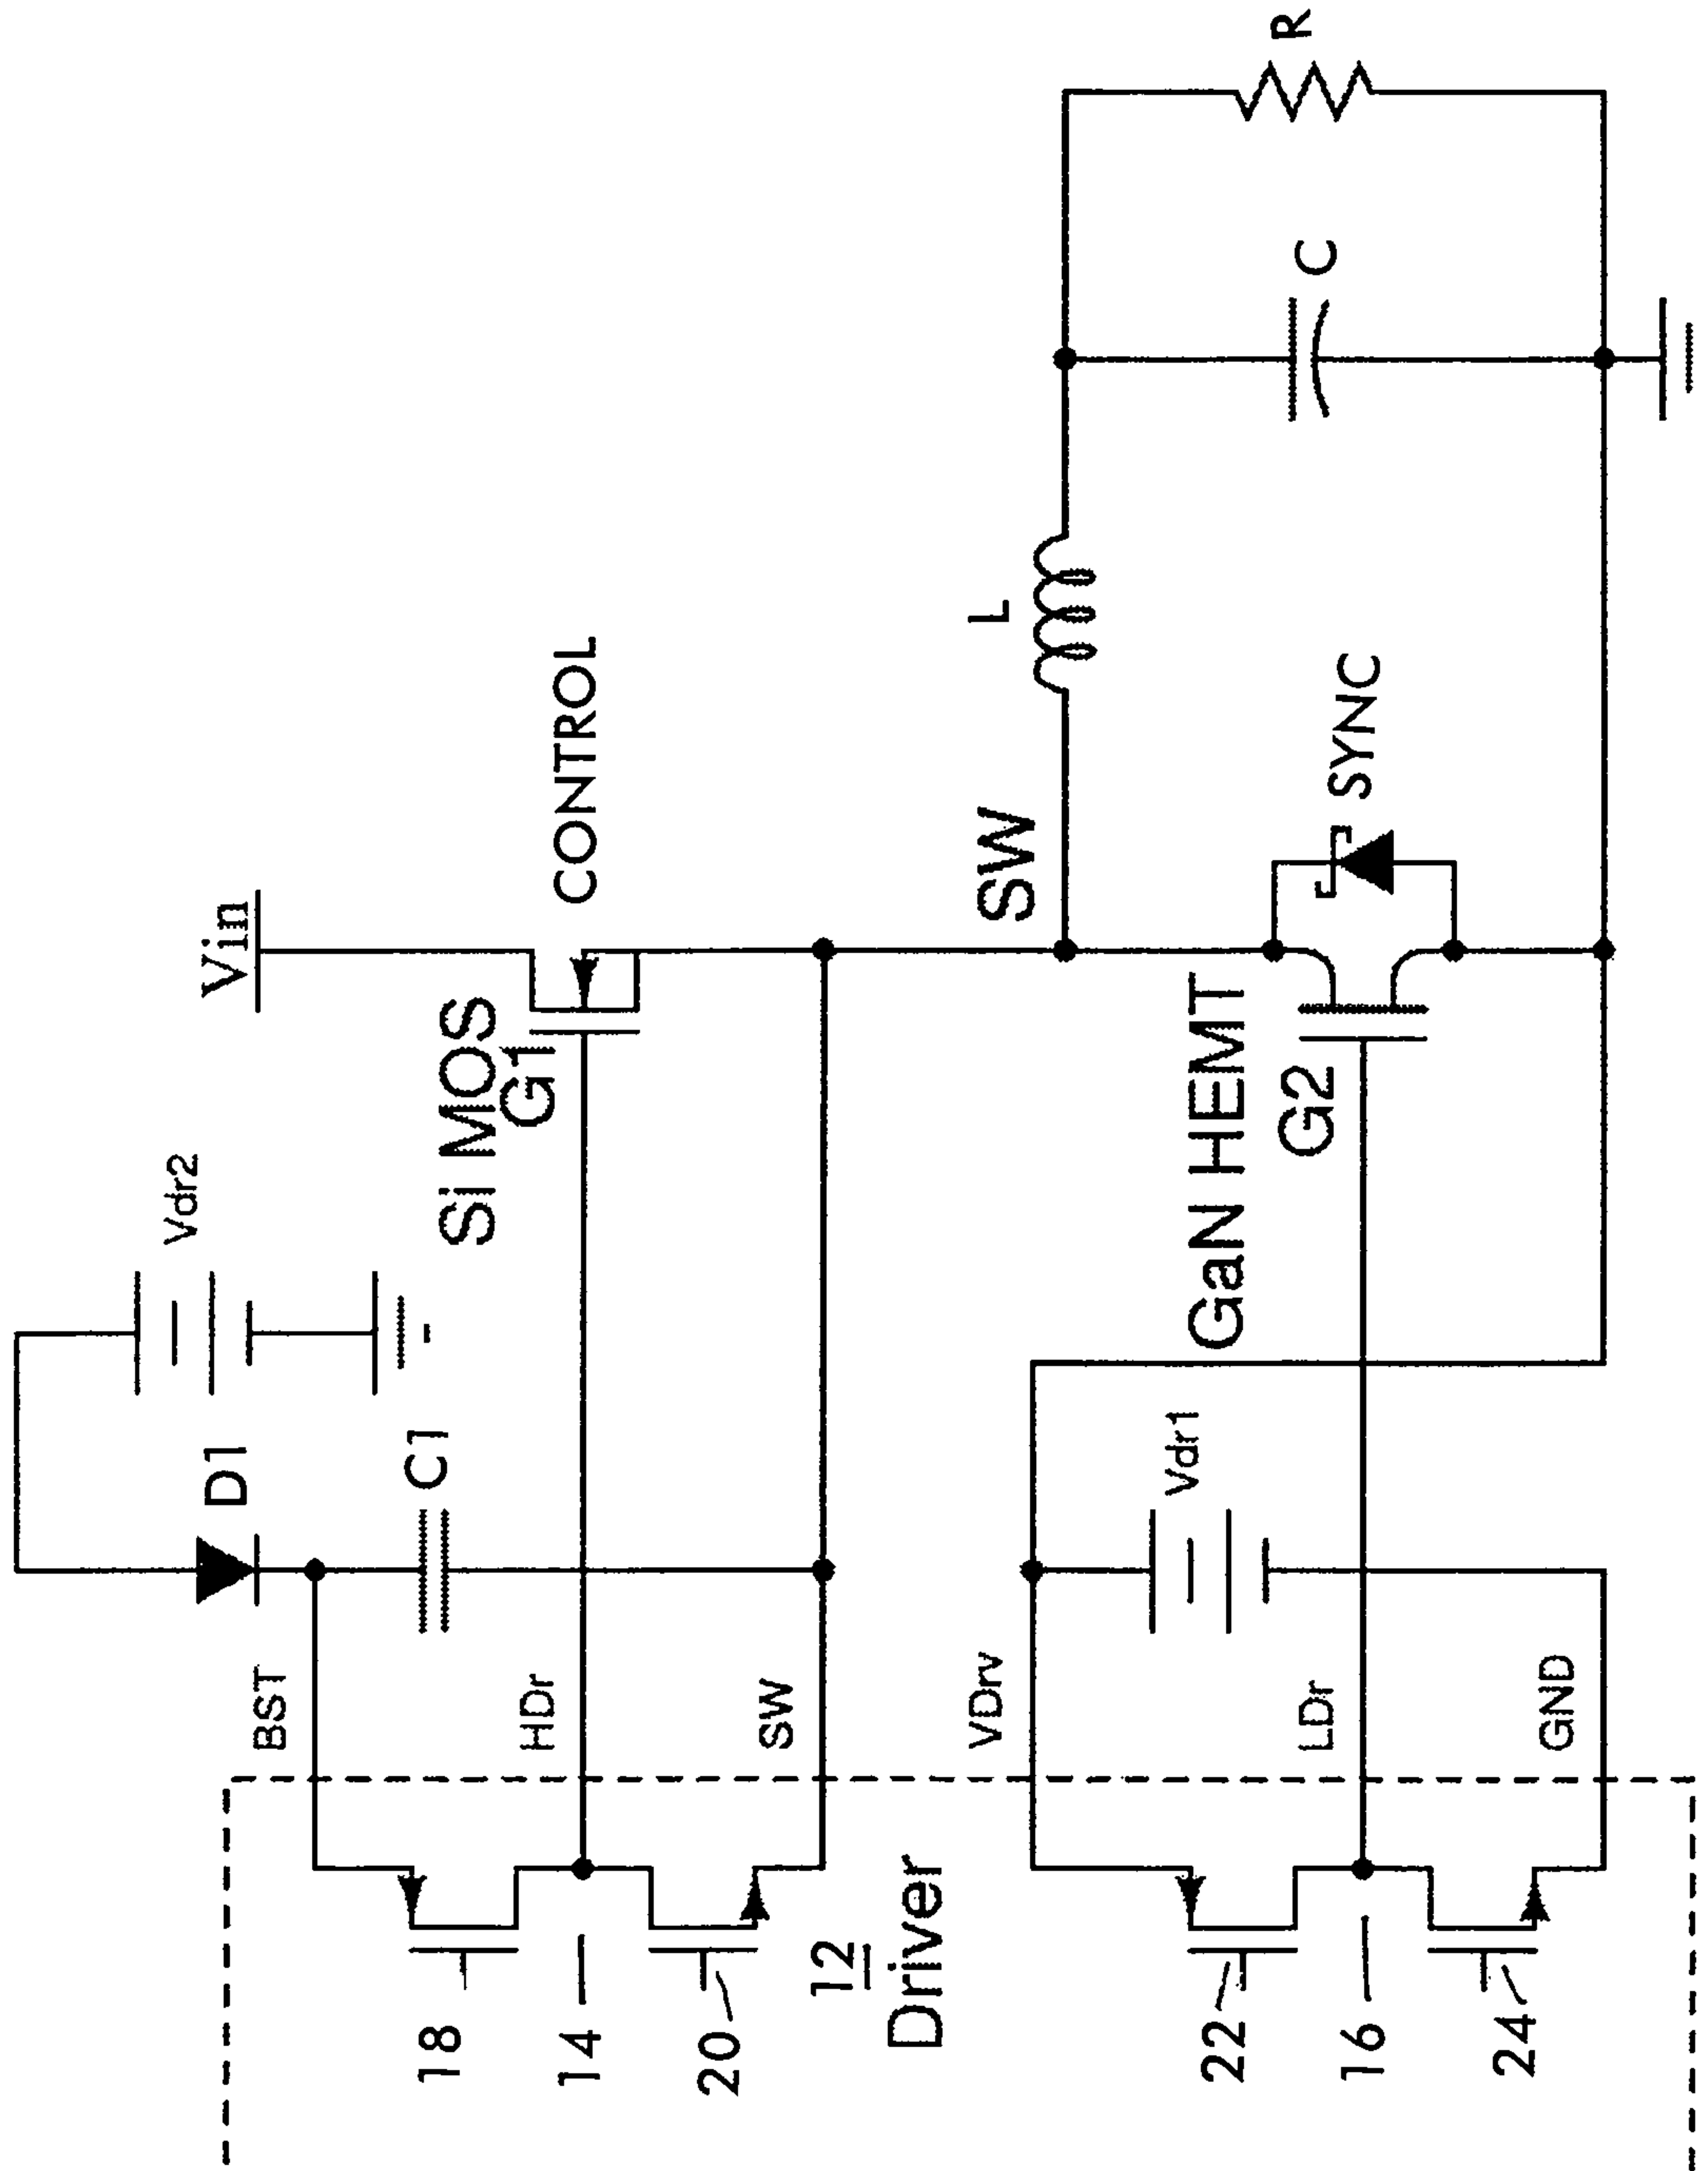 Vdr2
D1
Vin
BST
C1
Si MOS
G1
CONTROL
HDr
18
14
SW
20
12
Driver
VDrv
SW
L
Vdr1
GaN HEMT
G2
SYNC
C
R
22
LDr
16
24
GND